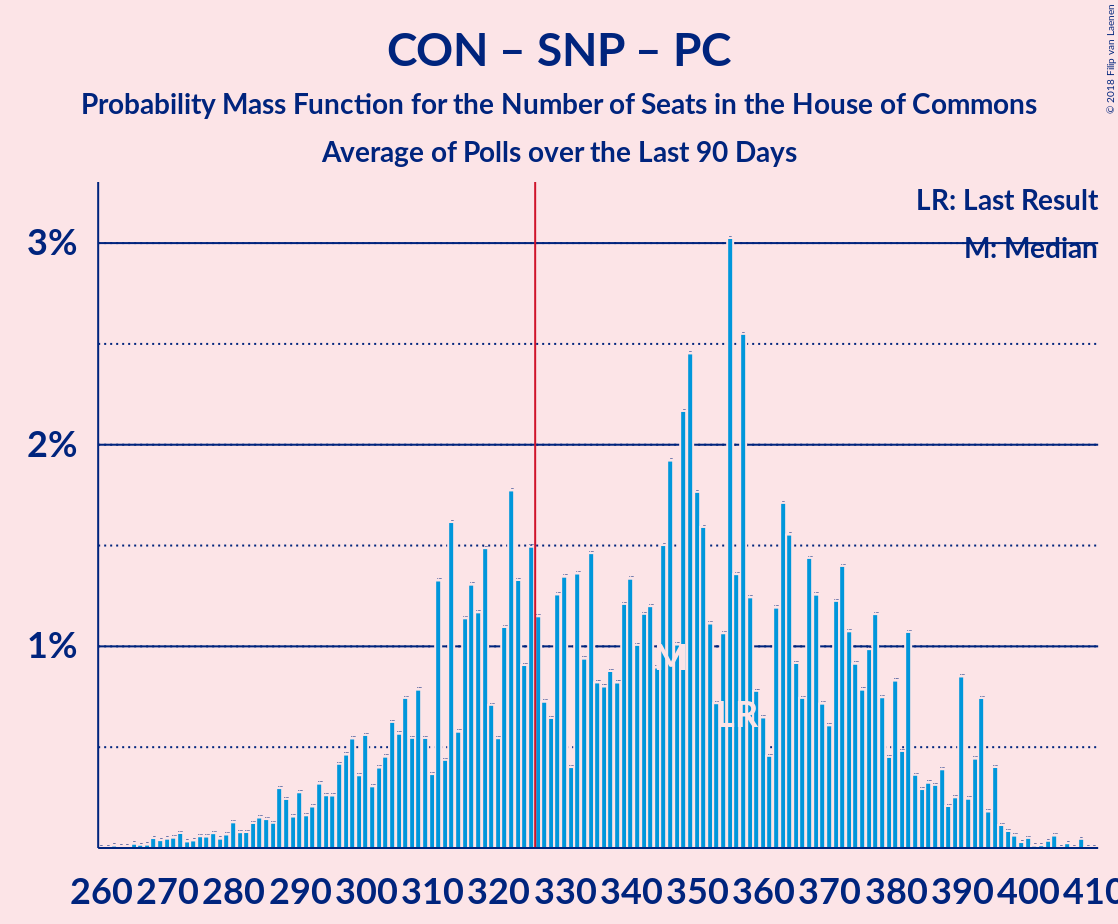 CON – SNP – PC
Probability Mass Function for the Number of Seats in the House of Commons
Average of Polls over the Last 90 Days
© 2018 Filip van Laenen
LR: Last Result
M: Median
3%
2%
1%
M
LR
260 270 280 290 300 310 320 330 340 350 360 370 380 390 400 410